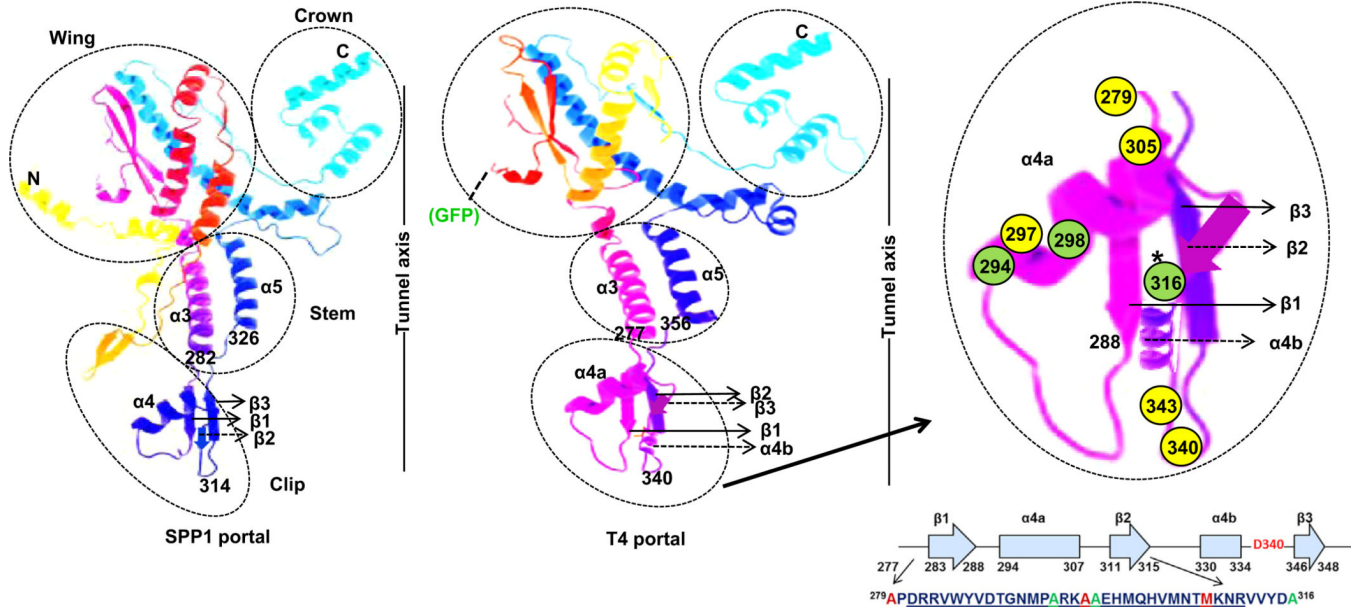 Crown
Wing
C
N
α3
α5
Stem
282
326
α4
β3
β1
β2
314
Clip
SPP1 portal
Tunnel axis
C
(GFP)
α3
α5
277
356
α4a
β2
β3
β1
α4b
340
T4 portal
Tunnel axis
279
305
α4a
297
298
294
*
316
β3
β2
β1
288
α4b
343
340
β1 α4a β2 α4b β3
D340
277 283 288 294 307 311 315 330 334 346 348
279APDRRVWYVDTGNMPARKAAEHMQHVMNTMKNRVVYDA316